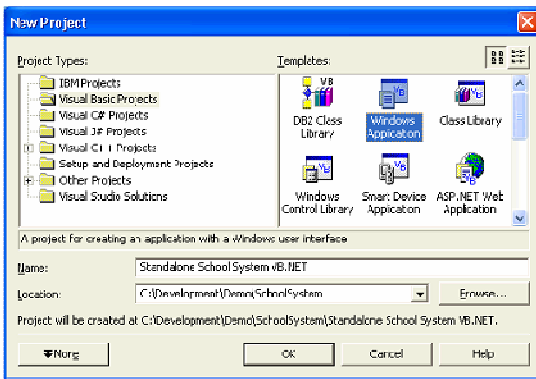 New Project
Project Types:
Templates:
IBM Projects
Visual Basic Projects
Visual C# Projects
Visual J# Projects
Visual C++ Projects
Setup and Deployment Projects
Other Projects
Visual Studio Solutions
DB2 Class Library
Windows Application
Class Library
Windows Control Library
Smart Device Application
ASP.NET Web Application
A project for creating an application with a Windows user interface
Name:
Standalone School System VB.NET
Location:
C:\Development\Demo\SchoolSystem
Browse...
Project will be created at C:\Development\Demo\SchoolSystem\Standalone School System VB.NET.
More
OK
Cancel
Help